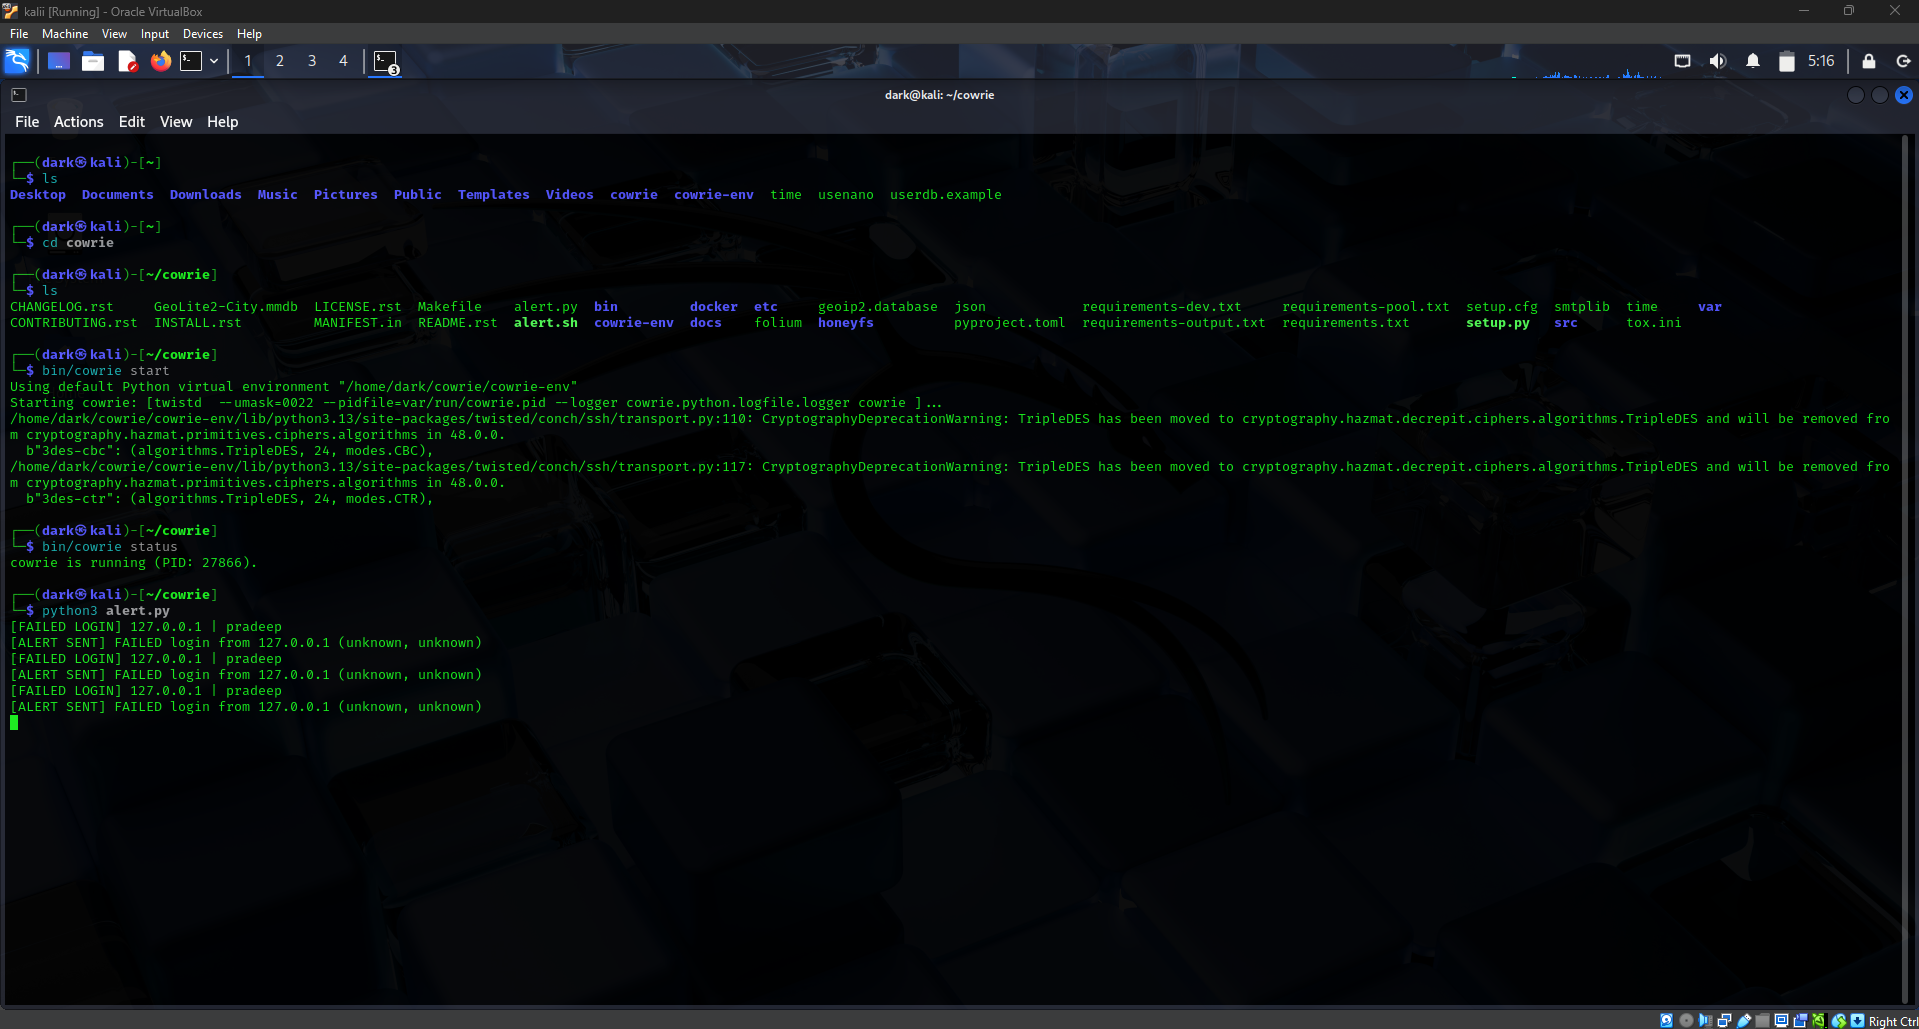 kalii [Running] - Oracle VirtualBox
File Machine View Input Devices Help
1 2 3 4 3 5:16
dark@kali: ~/cowrie
File Actions Edit View Help
┌──(dark㉿kali)-[~]
└─$ ls
Desktop Documents Downloads Music Pictures Public Templates Videos cowrie cowrie-env time usenano userdb.example
┌──(dark㉿kali)-[~]
└─$ cd cowrie
┌──(dark㉿kali)-[~/cowrie]
└─$ ls
CHANGELOG.rst GeoLite2-City.mmdb LICENSE.rst Makefile alert.py bin docker etc geoip2.database json requirements-dev.txt requirements-pool.txt setup.cfg smtplib time var
CONTRIBUTING.rst INSTALL.rst MANIFEST.in README.rst alert.sh cowrie-env docs folium honeyfs pyproject.toml requirements-output.txt requirements.txt setup.py src tox.ini
┌──(dark㉿kali)-[~/cowrie]
└─$ bin/cowrie start
Using default Python virtual environment "/home/dark/cowrie/cowrie-env"
Starting cowrie: [twistd --umask=0022 --pidfile=var/run/cowrie.pid --logger cowrie.python.logfile.logger cowrie ]...
/home/dark/cowrie/cowrie-env/lib/python3.13/site-packages/twisted/conch/ssh/transport.py:110: CryptographyDeprecationWarning: TripleDES has been moved to cryptography.hazmat.decrepit.ciphers.algorithms.TripleDES and will be removed fro
m cryptography.hazmat.primitives.ciphers.algorithms in 48.0.0.
b"3des-cbc": (algorithms.TripleDES, 24, modes.CBC),
/home/dark/cowrie/cowrie-env/lib/python3.13/site-packages/twisted/conch/ssh/transport.py:117: CryptographyDeprecationWarning: TripleDES has been moved to cryptography.hazmat.decrepit.ciphers.algorithms.TripleDES and will be removed fro
m cryptography.hazmat.primitives.ciphers.algorithms in 48.0.0.
b"3des-ctr": (algorithms.TripleDES, 24, modes.CTR),
┌──(dark㉿kali)-[~/cowrie]
└─$ bin/cowrie status
cowrie is running (PID: 27866).
┌──(dark㉿kali)-[~/cowrie]
└─$ python3 alert.py
[FAILED LOGIN] 127.0.0.1 | pradeep
[ALERT SENT] FAILED login from 127.0.0.1 (unknown, unknown)
[FAILED LOGIN] 127.0.0.1 | pradeep
[ALERT SENT] FAILED login from 127.0.0.1 (unknown, unknown)
[FAILED LOGIN] 127.0.0.1 | pradeep
[ALERT SENT] FAILED login from 127.0.0.1 (unknown, unknown)
Right Ctrl